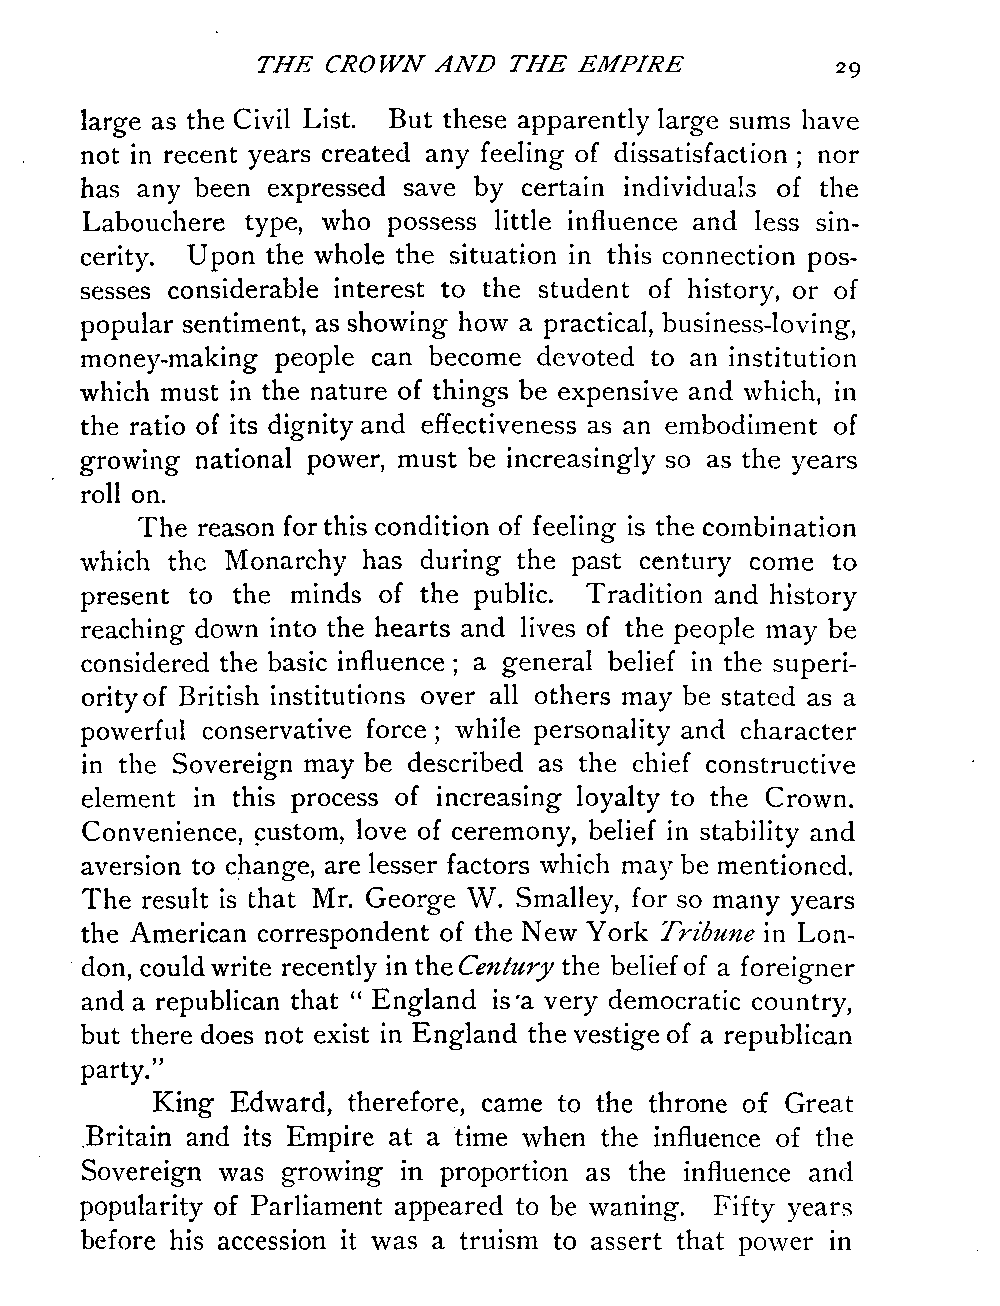 THE CROWN AND THE EMPIRE 29
large as the Civil List. But these apparently large sums have
not in recent years created any feeling of dissatisfaction ; nor
has any been expressed save by certain individuals of the
Labouchere type, who possess little influence and less sin-
cerity. Upon the whole the situation in this connection pos-
sesses considerable interest to the student of history, or of
popular sentiment, as showing how a practical, business-loving,
money-making people can become devoted to an institution
which must in the nature of things be expensive and which, in
the ratio of its dignity and effectiveness as an embodiment of
growing national power, must be increasingly so as the years
roll on.
The reason for this condition of feeling is the combination
which the Monarchy has during the past century come to
present to the minds of the public. Tradition and history
reaching down into the hearts and lives of the people may be
considered the basic influence ; a general belief in the superi-
ority of British institutions over all others may be stated as a
powerful conservative force ; while personality and character
in the Sovereign may be described as the chief constructive
element in this process of increasing loyalty to the Crown.
Convenience, custom, love of ceremony, belief in stability and
aversion to change, are lesser factors which may be mentioned.
The result is that Mr. George W. Smalley, for so many years
the American correspondent of the New York Tribune in Lon-
don, could write recently in the Century the belief of a foreigner
and a republican that “ England is a very democratic country,
but there does not exist in England the vestige of a republican
party.”
King Edward, therefore, came to the throne of Great
Britain and its Empire at a time when the influence of the
Sovereign was growing in proportion as the influence and
popularity of Parliament appeared to be waning. Fifty years
before his accession it was a truism to assert that power in